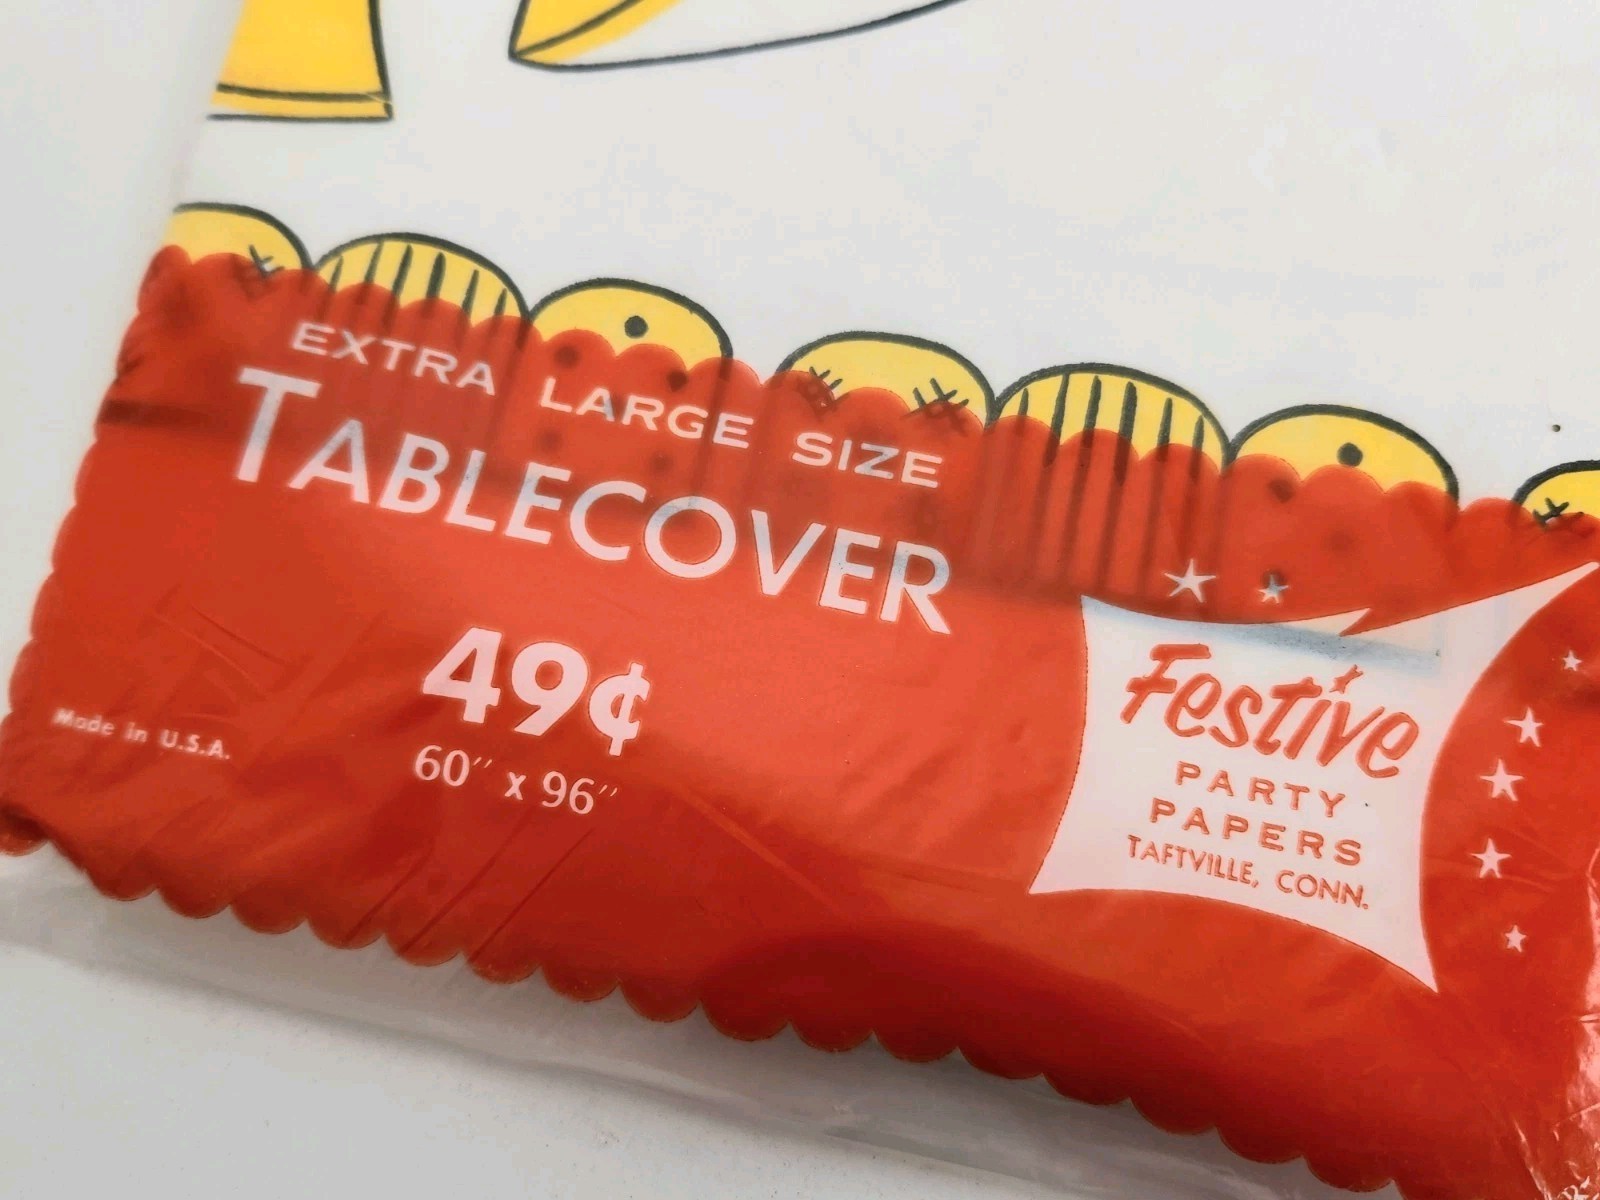 EXTRA LARGE SIZE
TABLECOVER
49¢
60" x 96"
Made in U.S.A.
Festive
PARTY
PAPERS
TAFTVILLE, CONN.